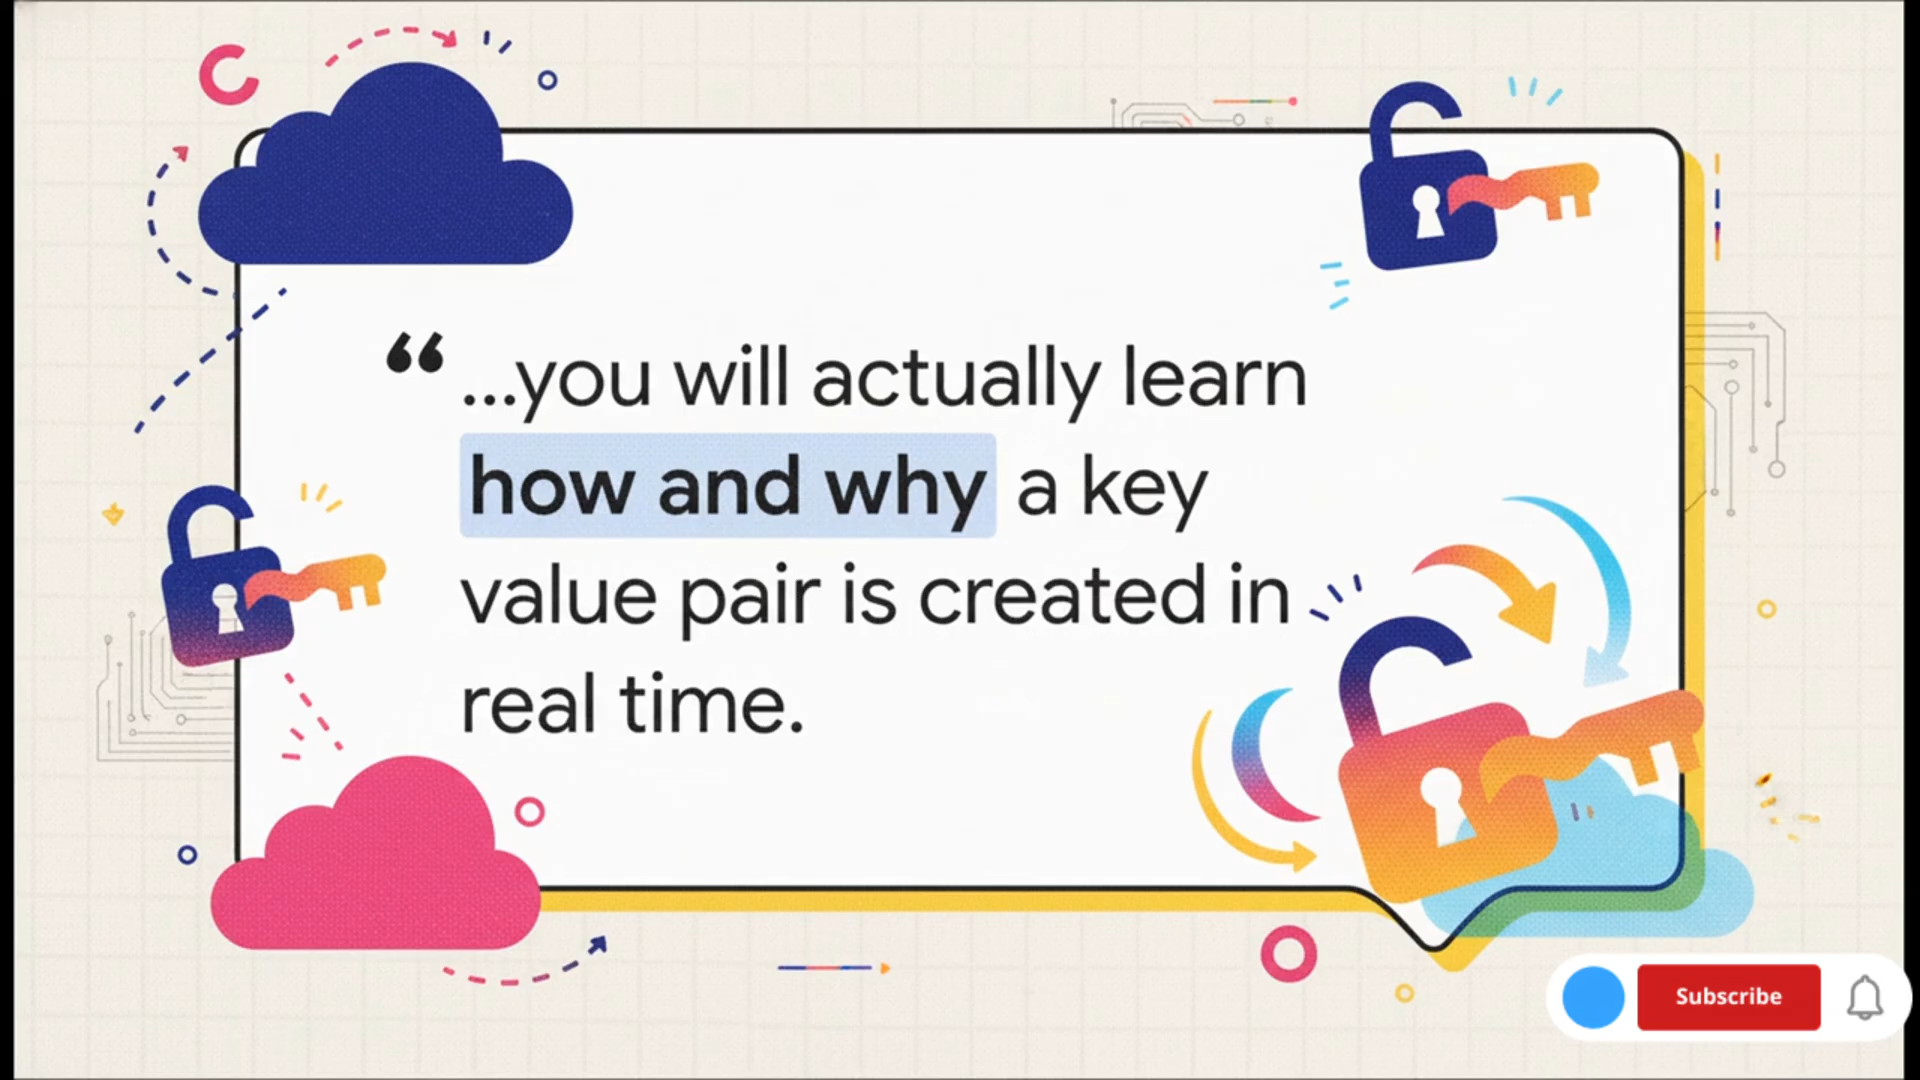 “...you will actually learn
how and why a key
value pair is created in
real time.
Subscribe